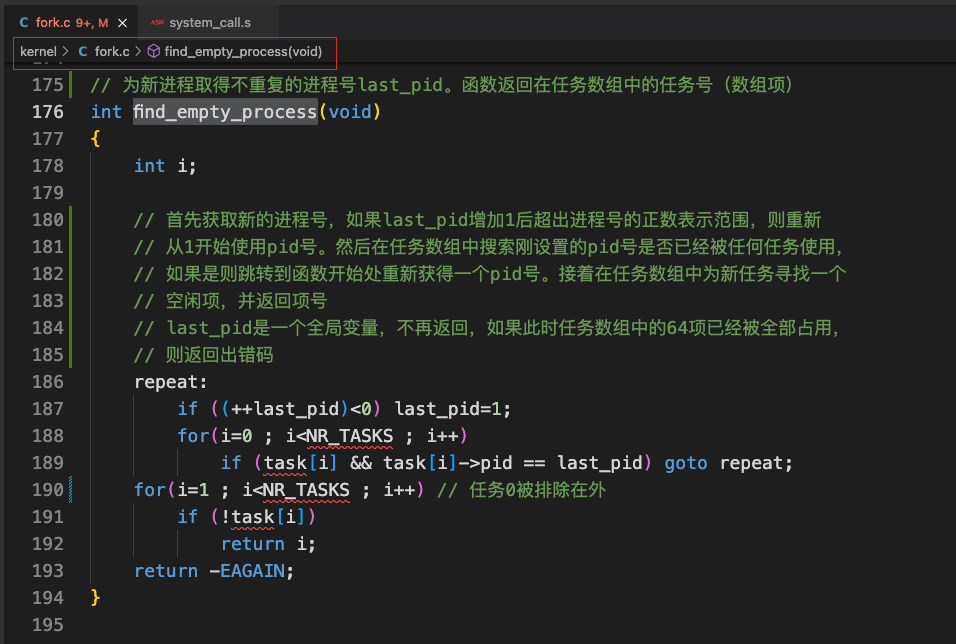 C fork.c 9+, M × ASM system_call.s
kernel > C fork.c > find_empty_process(void)
175 // 为新进程取得不重复的进程号last_pid。函数返回在任务数组中的任务号（数组项）
176 int find_empty_process(void)
177 {
178 int i;
179
180 // 首先获取新的进程号，如果last_pid增加1后超出进程号的正数表示范围，则重新
181 // 从1开始使用pid号。然后在任务数组中搜索刚设置的pid号是否已经被任何任务使用，
182 // 如果是则跳转到函数开始处重新获得一个pid号。接着在任务数组中为新任务寻找一个
183 // 空闲项，并返回项号
184 // last_pid是一个全局变量，不再返回，如果此时任务数组中的64项已经被全部占用，
185 // 则返回出错码
186 repeat:
187 if ((++last_pid)<0) last_pid=1;
188 for(i=0 ; i<NR_TASKS ; i++)
189 if (task[i] && task[i]->pid == last_pid) goto repeat;
190 for(i=1 ; i<NR_TASKS ; i++) // 任务0被排除在外
191 if (!task[i])
192 return i;
193 return -EAGAIN;
194 }
195